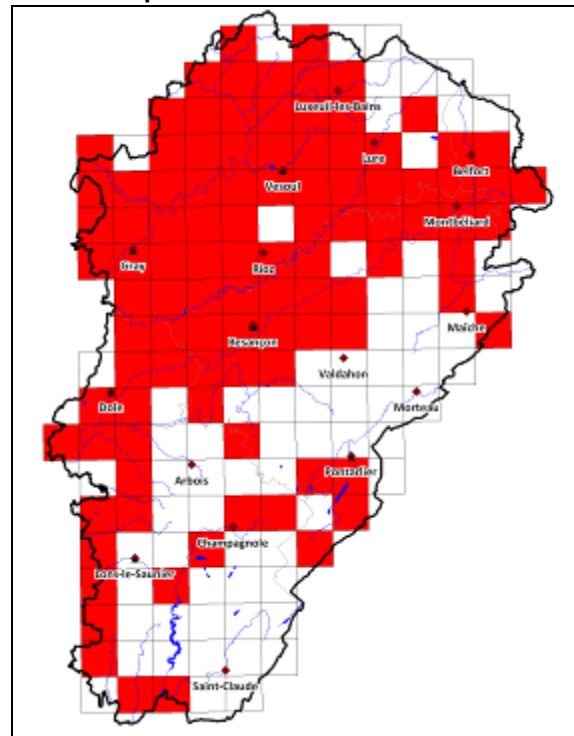 Luxeuil-les-Bains
Lure
Belfort
Vesoul
Montbéliard
Gray
Rioz
Besançon
Maîche
Valdahon
Dole
Morteau
Pontarlier
Arbois
Champagnole
Lons-le-Saunier
Saint-Claude